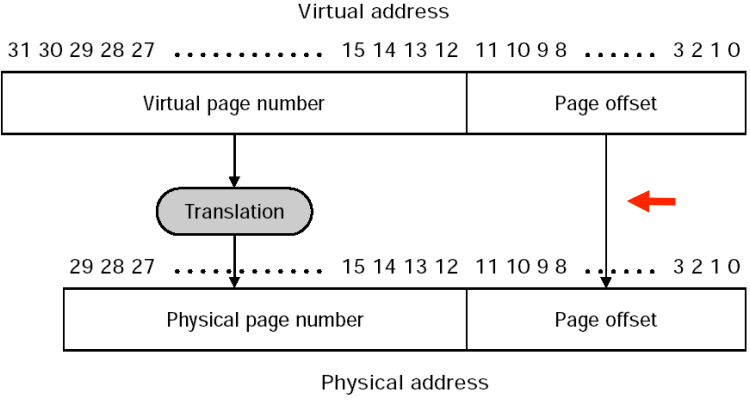 Virtual address
31 30 29 28 27 ............ 15 14 13 12 11 10 9 8 ...... 3 2 1 0
Virtual page number Page offset
Translation
29 28 27 ............ 15 14 13 12 11 10 9 8 ...... 3 2 1 0
Physical page number Page offset
Physical address